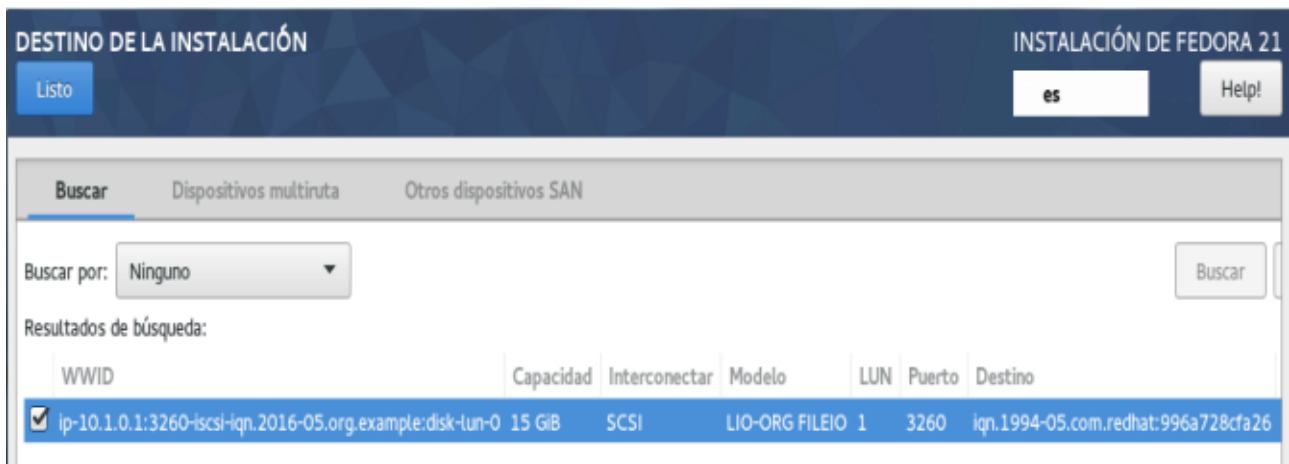 DESTINO DE LA INSTALACIÓN
INSTALACIÓN DE FEDORA 21
Listo
es
Help!
Buscar
Dispositivos multiruta
Otros dispositivos SAN
Buscar por:
Ninguno
Buscar
Resultados de búsqueda:
WWID Capacidad Interconectar Modelo LUN Puerto Destino
ip-10.1.0.1:3260-iscsi-iqn.2016-05.org.example:disk-lun-0 15 GiB SCSI LIO-ORG FILEIO 1 3260 iqn.1994-05.com.redhat:996a728cfa26